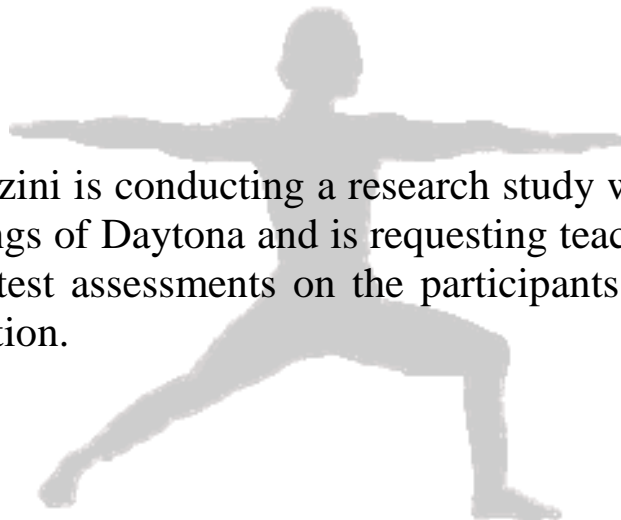 zini is conducting a research study w
ngs of Daytona and is requesting teac
test assessments on the participants
tion.